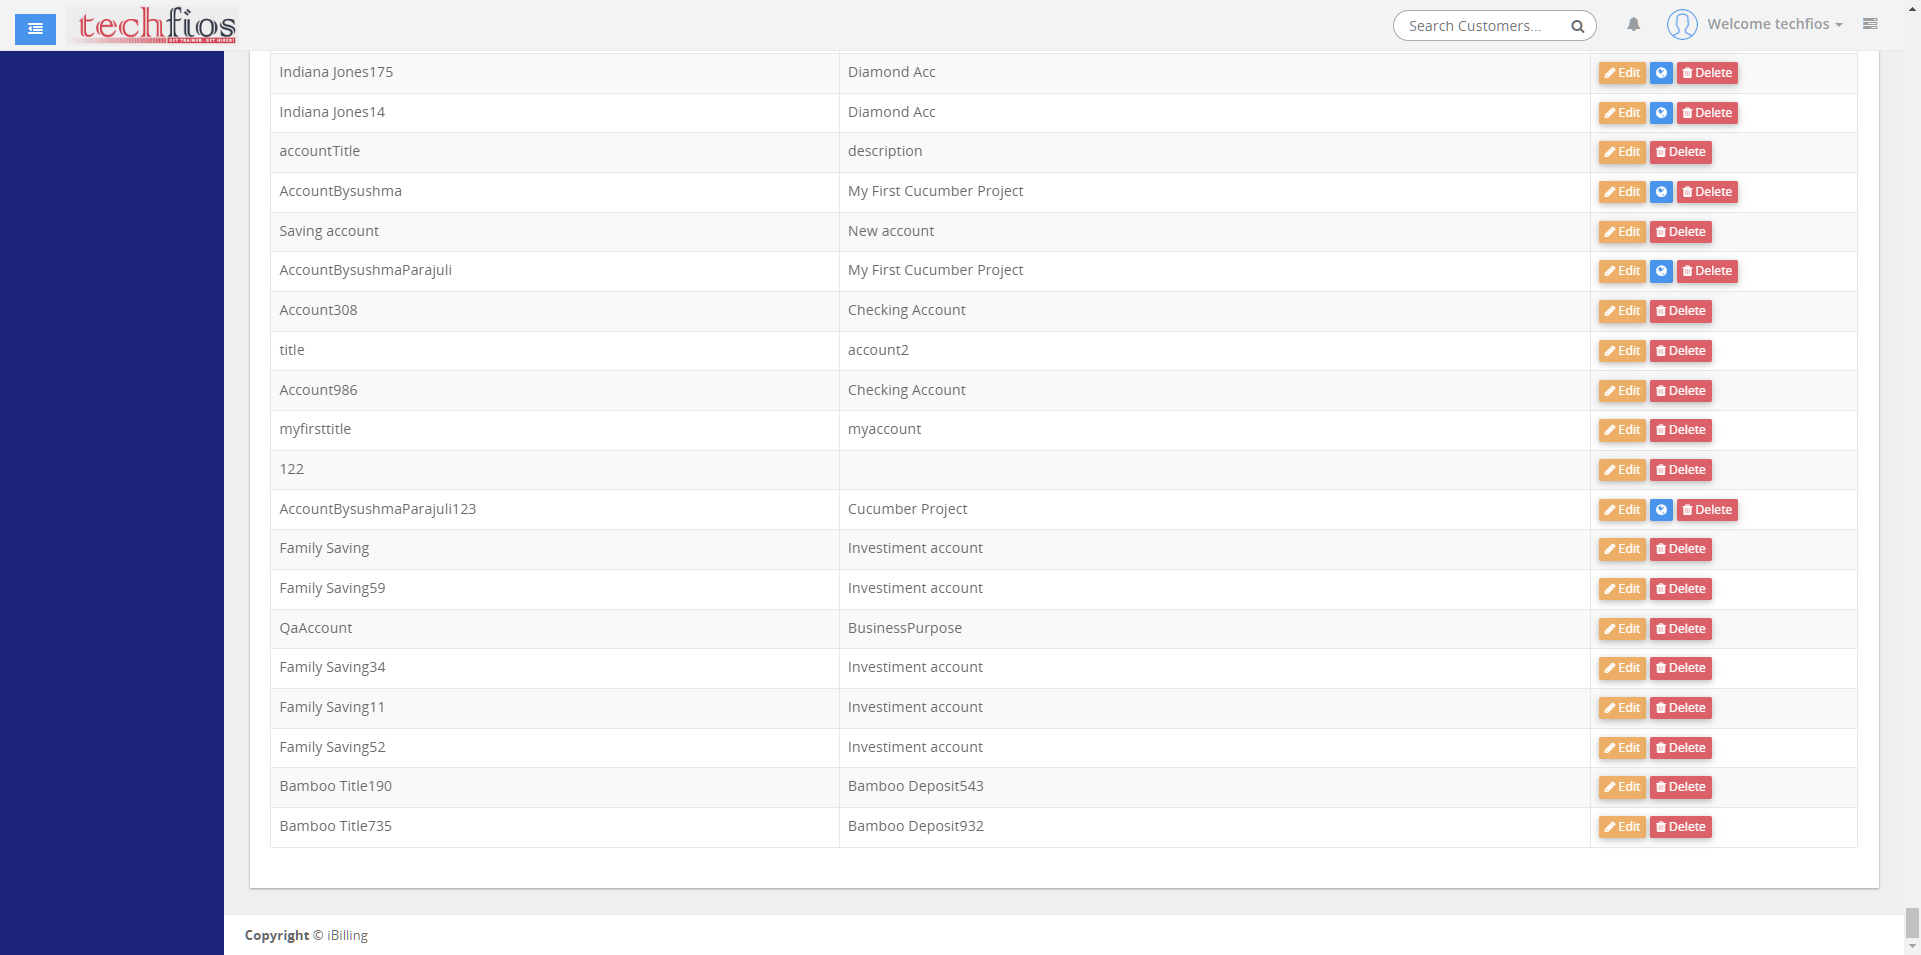 techfios
GET TRAINED. GET HIRED!
Search Customers...
Welcome techfios
Indiana Jones175 Diamond Acc Edit Delete
Indiana Jones14 Diamond Acc Edit Delete
accountTitle description Edit Delete
AccountBysushma My First Cucumber Project Edit Delete
Saving account New account Edit Delete
AccountBysushmaParajuli My First Cucumber Project Edit Delete
Account308 Checking Account Edit Delete
title account2 Edit Delete
Account986 Checking Account Edit Delete
myfirsttitle myaccount Edit Delete
122 Edit Delete
AccountBysushmaParajuli123 Cucumber Project Edit Delete
Family Saving Investiment account Edit Delete
Family Saving59 Investiment account Edit Delete
QaAccount BusinessPurpose Edit Delete
Family Saving34 Investiment account Edit Delete
Family Saving11 Investiment account Edit Delete
Family Saving52 Investiment account Edit Delete
Bamboo Title190 Bamboo Deposit543 Edit Delete
Bamboo Title735 Bamboo Deposit932 Edit Delete
Copyright © iBilling